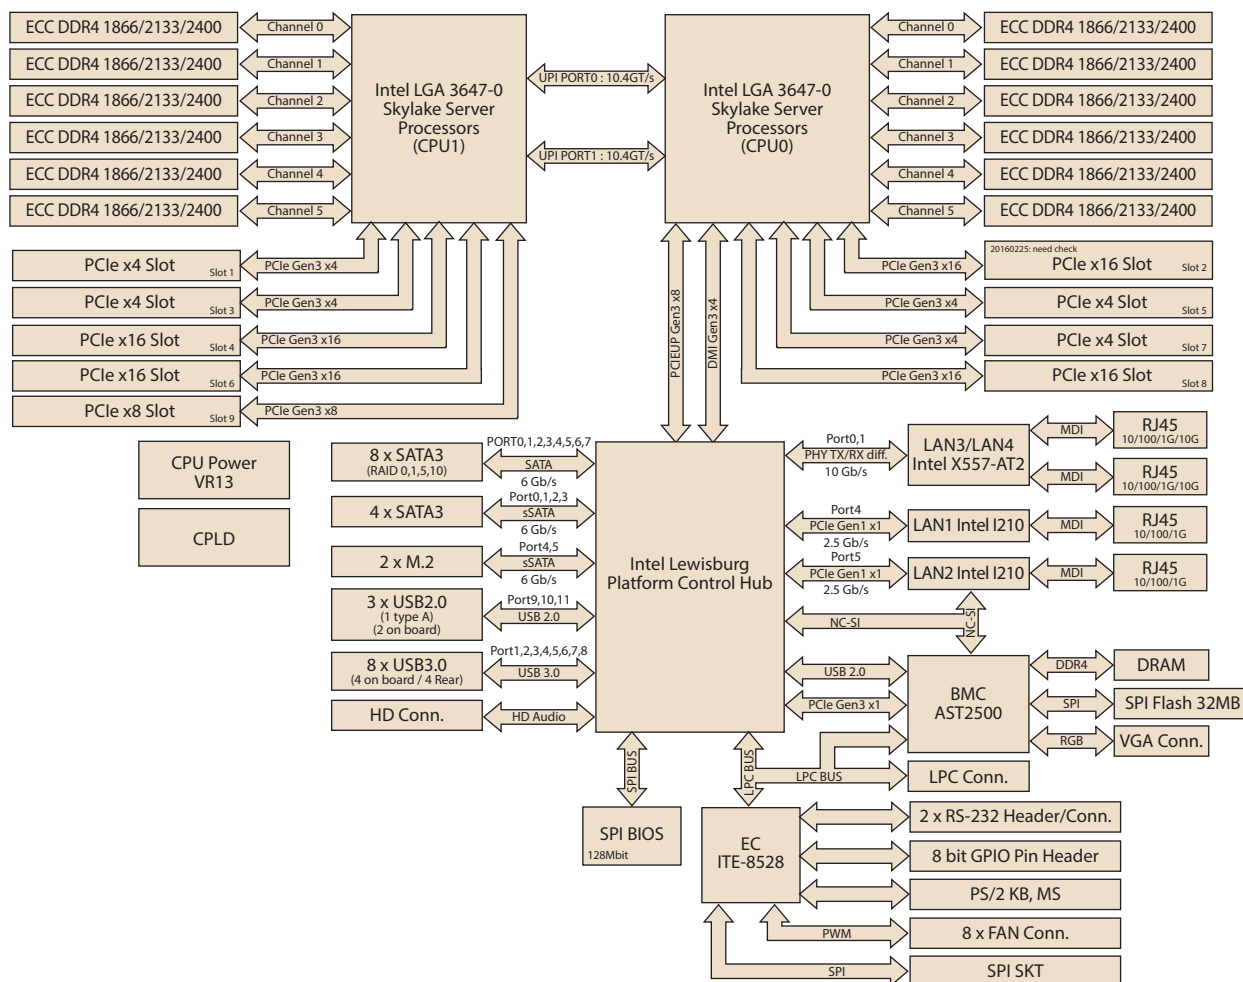 ECC DDR4 1866/2133/2400
Channel 0
ECC DDR4 1866/2133/2400
Channel 1
ECC DDR4 1866/2133/2400
Channel 2
ECC DDR4 1866/2133/2400
Channel 3
ECC DDR4 1866/2133/2400
Channel 4
ECC DDR4 1866/2133/2400
Channel 5
Intel LGA 3647-0
Skylake Server
Processors
(CPU1)
UPI PORT0 : 10.4GT/s
UPI PORT1 : 10.4GT/s
Intel LGA 3647-0
Skylake Server
Processors
(CPU0)
Channel 0
ECC DDR4 1866/2133/2400
Channel 1
ECC DDR4 1866/2133/2400
Channel 2
ECC DDR4 1866/2133/2400
Channel 3
ECC DDR4 1866/2133/2400
Channel 4
ECC DDR4 1866/2133/2400
Channel 5
ECC DDR4 1866/2133/2400
PCIe x4 Slot
Slot 1
PCIe Gen3 x4
PCIe x4 Slot
Slot 3
PCIe Gen3 x4
PCIe x16 Slot
Slot 4
PCIe Gen3 x16
PCIe x16 Slot
Slot 6
PCIe Gen3 x16
PCIe x8 Slot
Slot 9
PCIe Gen3 x8
PCIEUP Gen3 x8
DMI Gen3 x4
PCIe Gen3 x16
20160225: need check
PCIe x16 Slot
Slot 2
PCIe Gen3 x4
PCIe x4 Slot
Slot 5
PCIe Gen3 x4
PCIe x4 Slot
Slot 7
PCIe Gen3 x16
PCIe x16 Slot
Slot 8
CPU Power
VR13
CPLD
8 x SATA3
(RAID 0,1,5,10)
PORT0,1,2,3,4,5,6,7
SATA
6 Gb/s
4 x SATA3
Port0,1,2,3
sSATA
6 Gb/s
2 x M.2
Port4,5
sSATA
6 Gb/s
3 x USB2.0
(1 type A)
(2 on board)
Port9,10,11
USB 2.0
8 x USB3.0
(4 on board / 4 Rear)
Port1,2,3,4,5,6,7,8
USB 3.0
HD Conn.
HD Audio
Intel Lewisburg
Platform Control Hub
Port0,1
PHY TX/RX diff.
10 Gb/s
LAN3/LAN4
Intel X557-AT2
MDI
RJ45
10/100/1G/10G
MDI
RJ45
10/100/1G/10G
Port4
PCIe Gen1 x1
2.5 Gb/s
LAN1 Intel I210
MDI
RJ45
10/100/1G
Port5
PCIe Gen1 x1
2.5 Gb/s
LAN2 Intel I210
MDI
RJ45
10/100/1G
NC-SI
NC-SI
USB 2.0
PCIe Gen3 x1
BMC
AST2500
DDR4
DRAM
SPI
SPI Flash 32MB
RGB
VGA Conn.
SPI BUS
LPC BUS
LPC BUS
LPC Conn.
SPI BIOS
128Mbit
EC
ITE-8528
2 x RS-232 Header/Conn.
8 bit GPIO Pin Header
PS/2 KB, MS
PWM
8 x FAN Conn.
SPI
SPI SKT